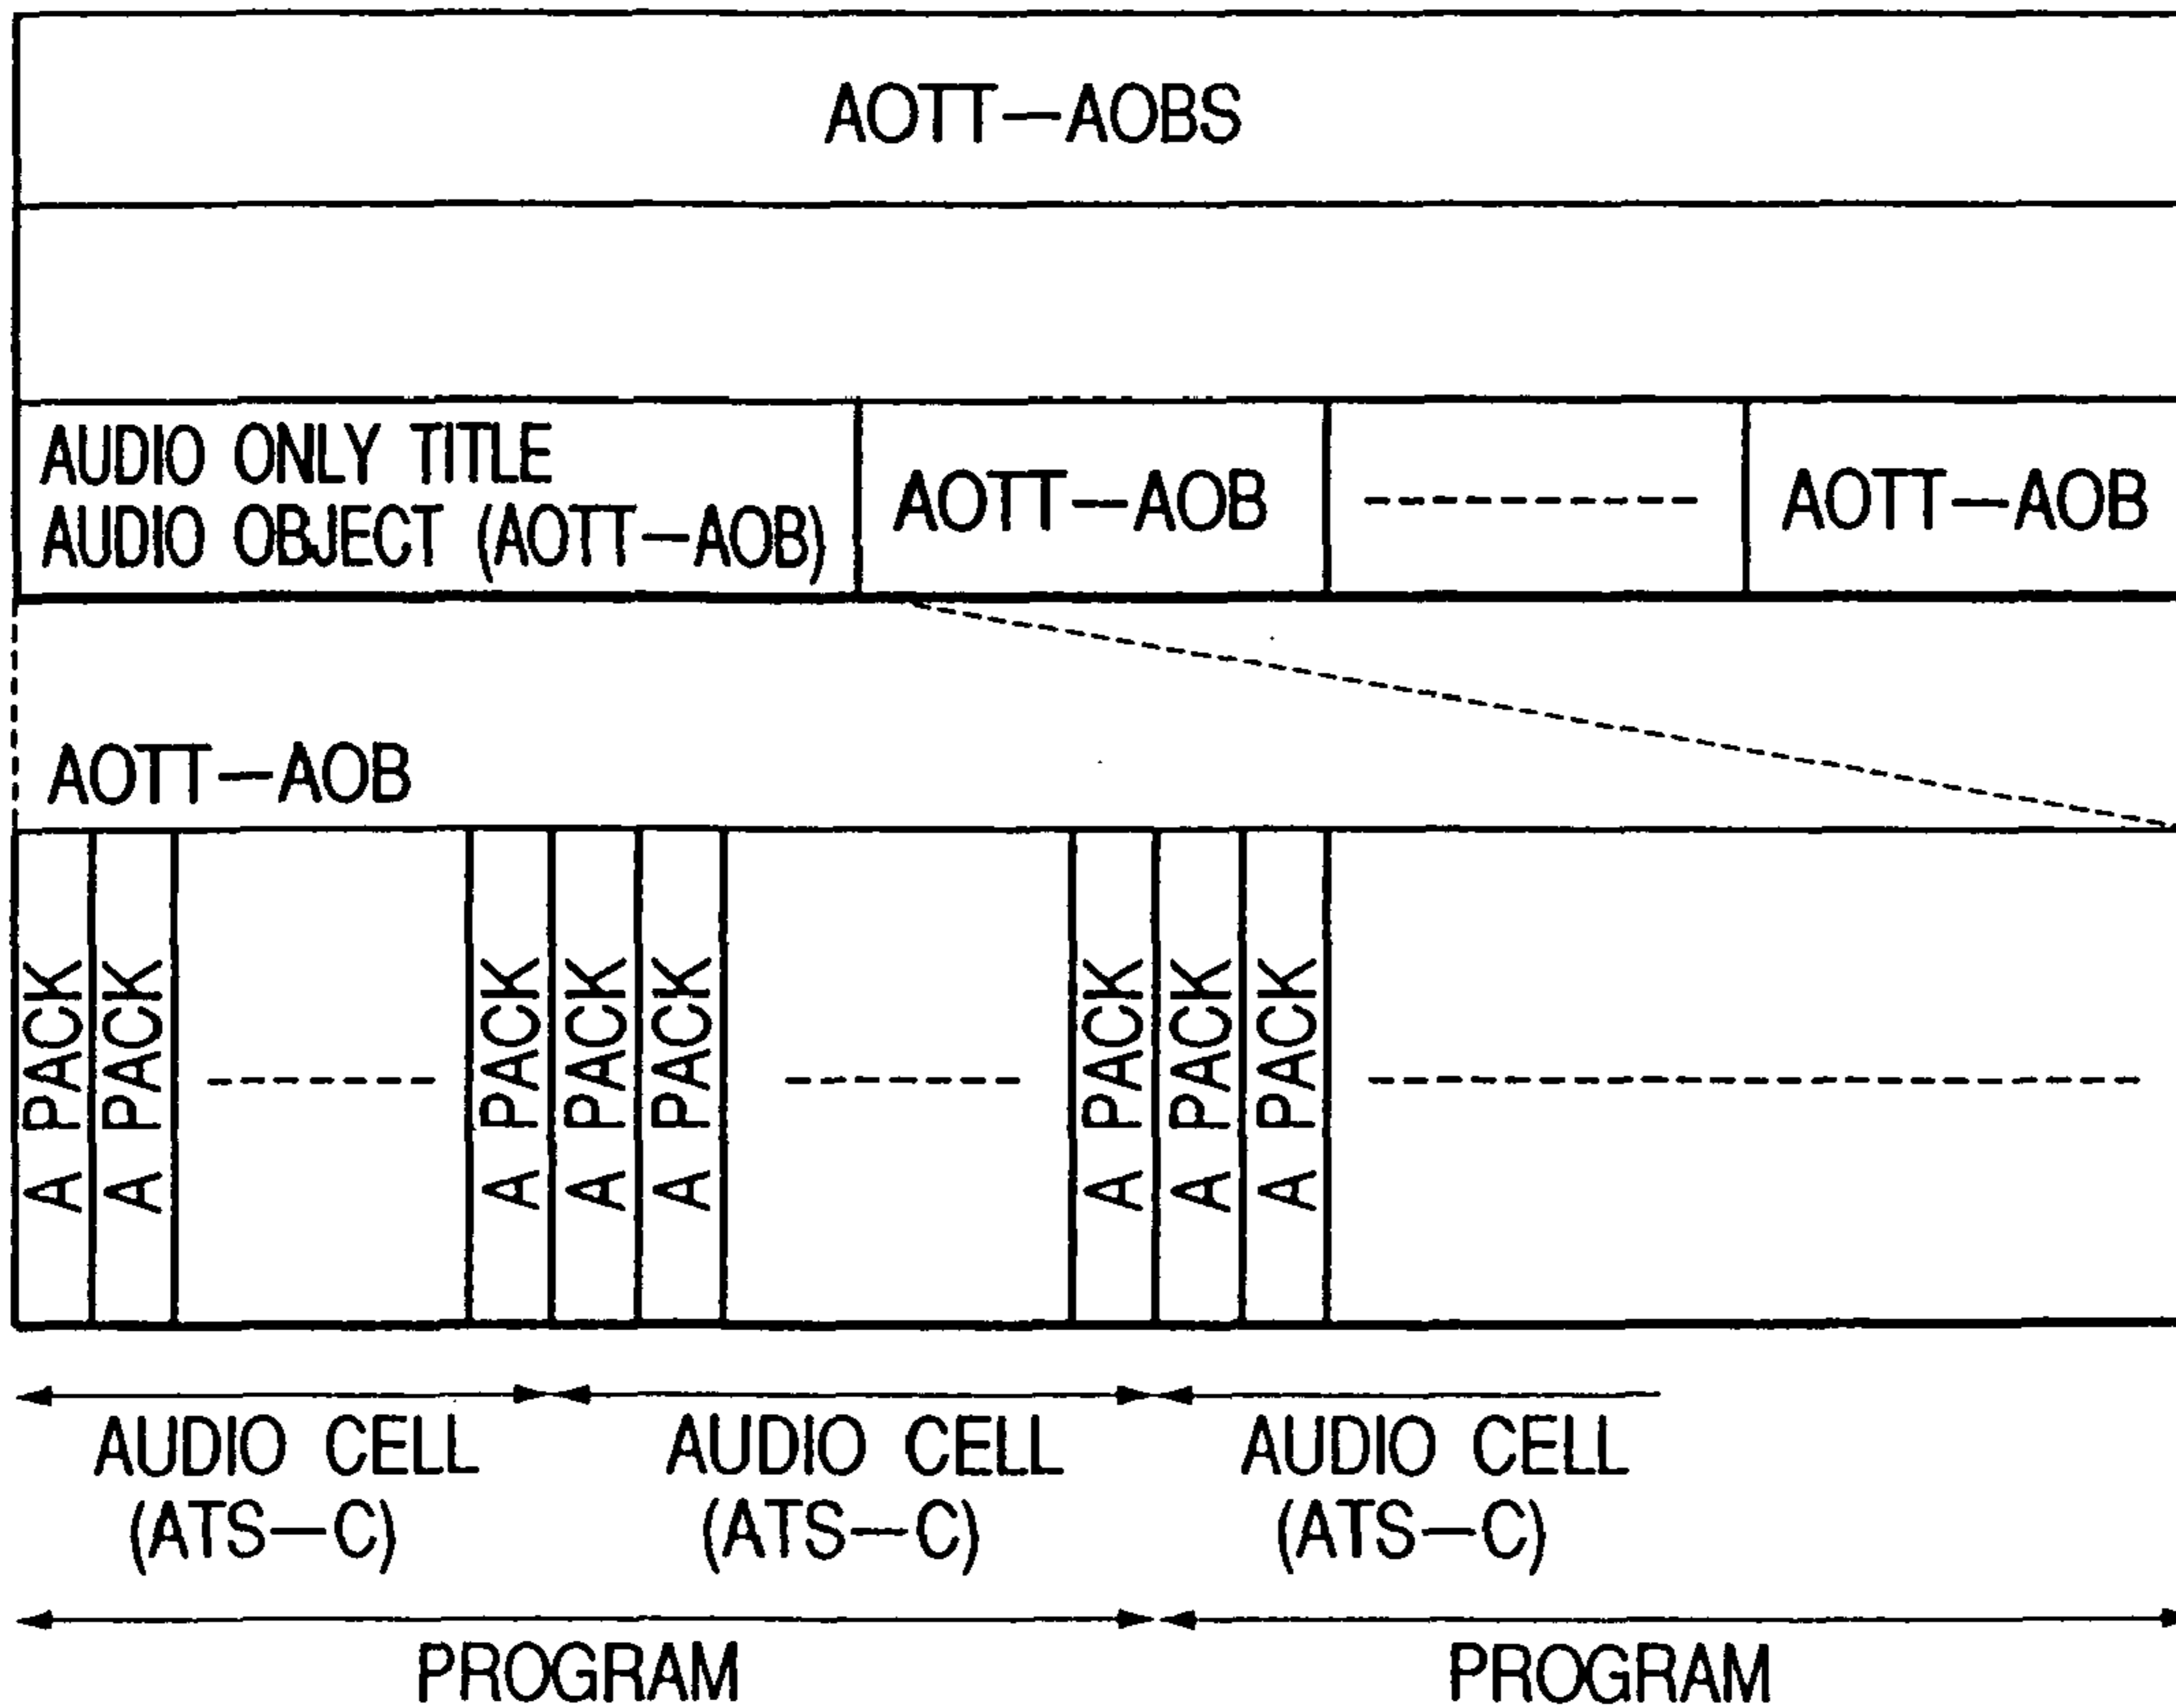 AOTT—AOBS
AUDIO ONLY TITLE
AUDIO OBJECT (AOTT—AOB)
AOTT—AOB
AOTT—AOB
AOTT—AOB
A PACK
A PACK
A PACK
A PACK
A PACK
A PACK
A PACK
A PACK
AUDIO CELL
(ATS—C)
AUDIO CELL
(ATS—C)
AUDIO CELL
(ATS—C)
PROGRAM
PROGRAM